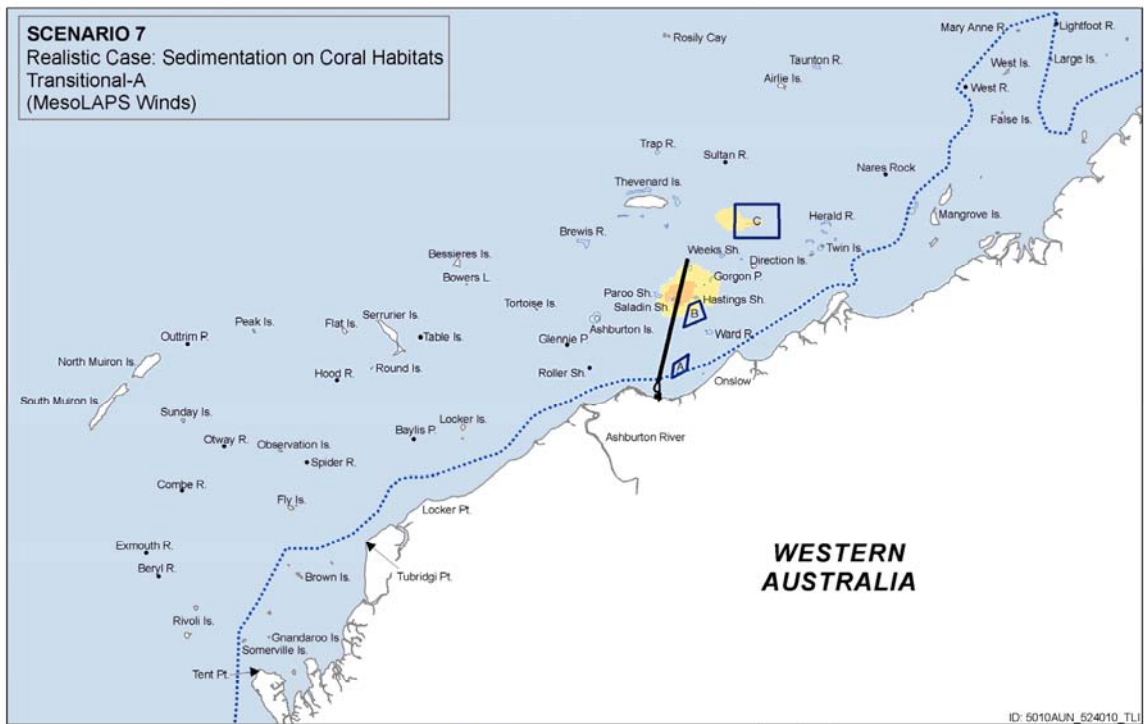 SCENARIO 7
Realistic Case: Sedimentation on Coral Habitats
Transitional-A
(MesoLAPS Winds)
Mary Anne R.
Lightfoot R.
Rosily Cay
Taunton R.
West Is.
Large Is.
Airlie Is.
West R.
False Is.
Trap R.
Sultan R.
Nares Rock
Thevenard Is.
C
Herald R.
Mangrove Is.
Brewis R.
Weeks Sh.
Twin Is.
Bessieres Is.
Direction Is.
Bowers L.
Gorgon P.
Paroo Sh.
Hastings Sh.
Tortoise Is.
Saladin Sh.
B
Serrurier Is.
Peak Is.
Flat Is.
Ashburton Is.
Ward R.
Outtrim P.
Table Is.
Glennie P.
North Muiron Is.
Round Is.
A
Hood R.
Roller Sh.
Onslow
South Muiron Is.
Sunday Is.
Locker Is.
Otway R.
Observation Is.
Baylis P.
Ashburton River
Spider R.
Combe R.
Fly Is.
Locker Pt.
Exmouth R.
WESTERN
AUSTRALIA
Beryl R.
Brown Is.
Tubridgi Pt.
Rivoli Is.
Gnandaroo Is.
Somerville Is.
Tent Pt.
ID: 5010AUN_524010_TLI